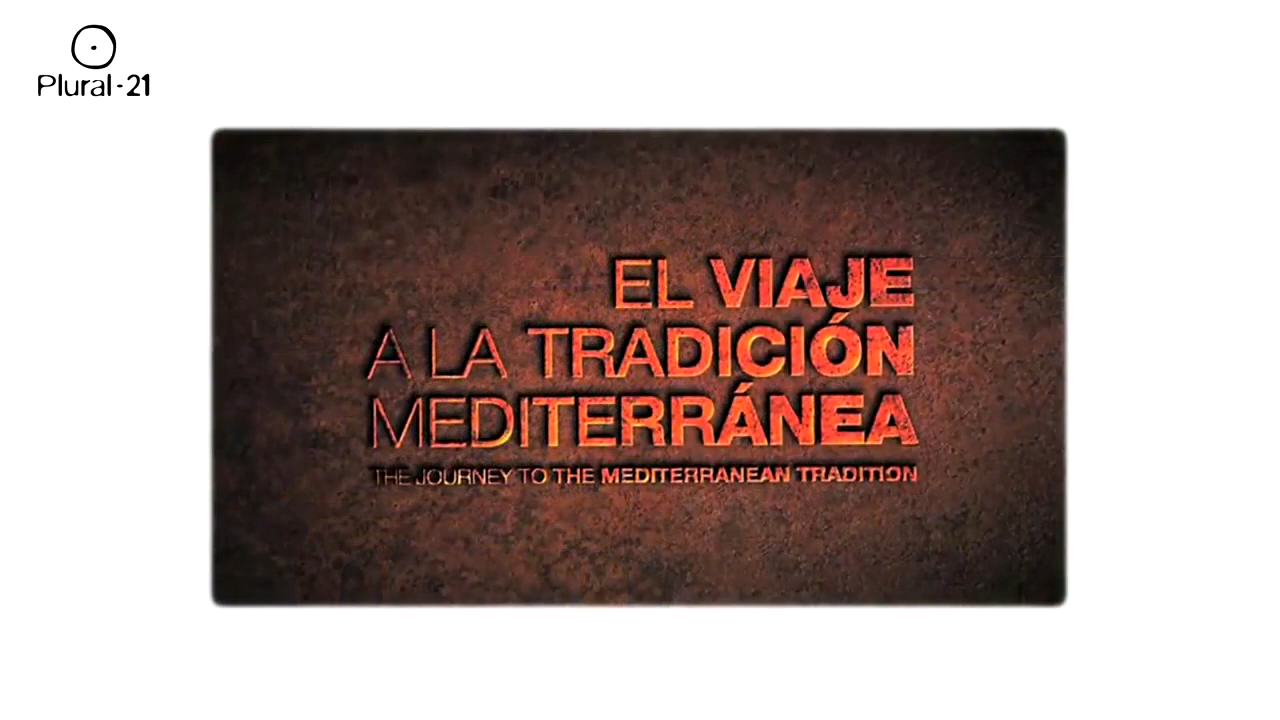 Plural-21
EL VIAJE
A LA TRADICIÓN
MEDITERRÁNEA
THE JOURNEY TO THE MEDITERRANEAN TRADITION